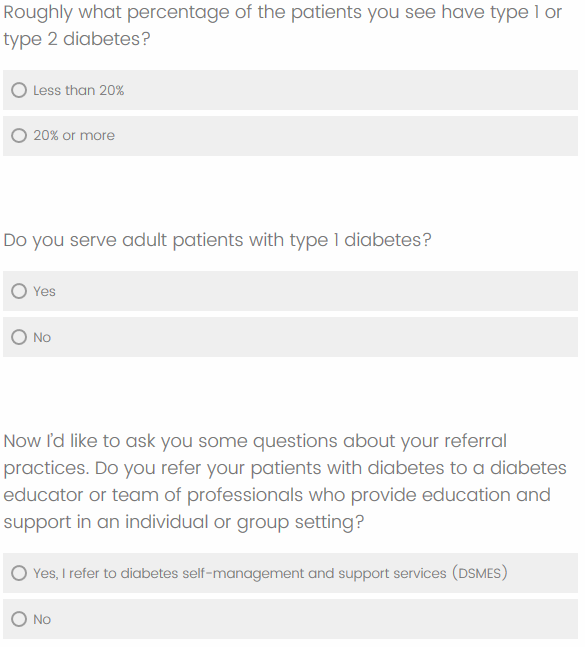 Roughly what percentage of the patients you see have type 1 or
type 2 diabetes?
Less than 20%
20% or more
Do you serve adult patients with type 1 diabetes?
Yes
No
Now I'd like to ask you some questions about your referral
practices. Do you refer your patients with diabetes to a diabetes
educator or team of professionals who provide education and
support in an individual or group setting?
Yes, I refer to diabetes self-management and support services (DSMES)
No